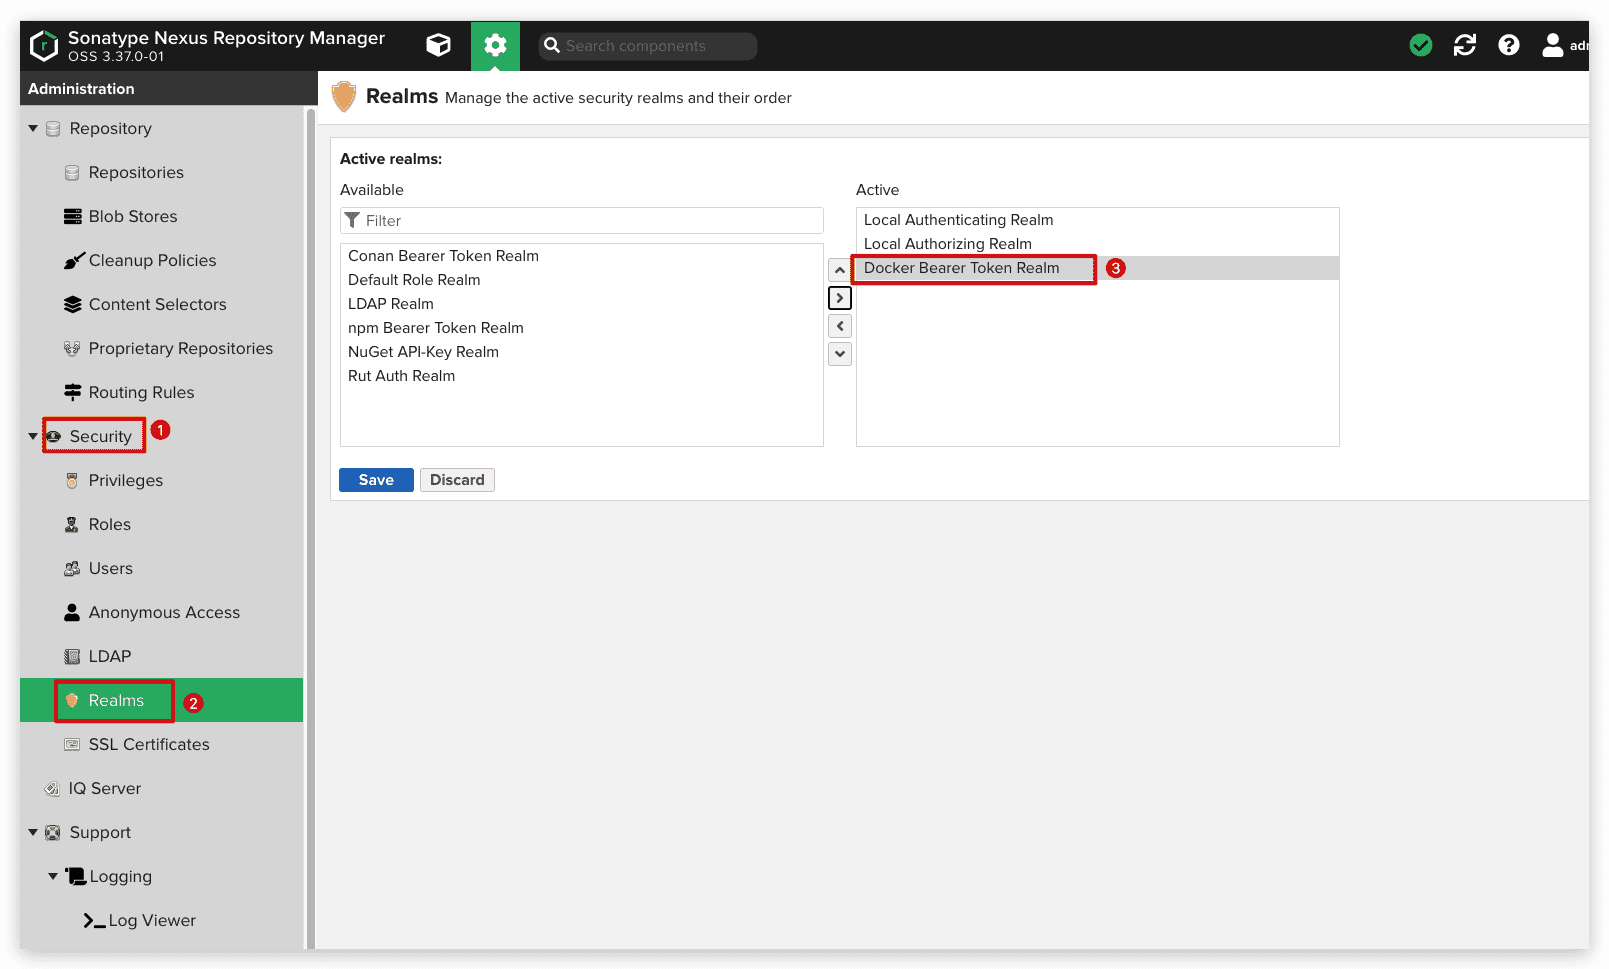 Sonatype Nexus Repository Manager
OSS 3.37.0-01
Search components
Administration
Realms Manage the active security realms and their order
Repository
Repositories
Blob Stores
Cleanup Policies
Content Selectors
Proprietary Repositories
Routing Rules
Security
1
Privileges
Roles
Users
Anonymous Access
LDAP
Realms
2
SSL Certificates
IQ Server
Support
Logging
Log Viewer
Active realms:
Available
Filter
Conan Bearer Token Realm
Default Role Realm
LDAP Realm
npm Bearer Token Realm
NuGet API-Key Realm
Rut Auth Realm
Active
Local Authenticating Realm
Local Authorizing Realm
Docker Bearer Token Realm
3
Save
Discard